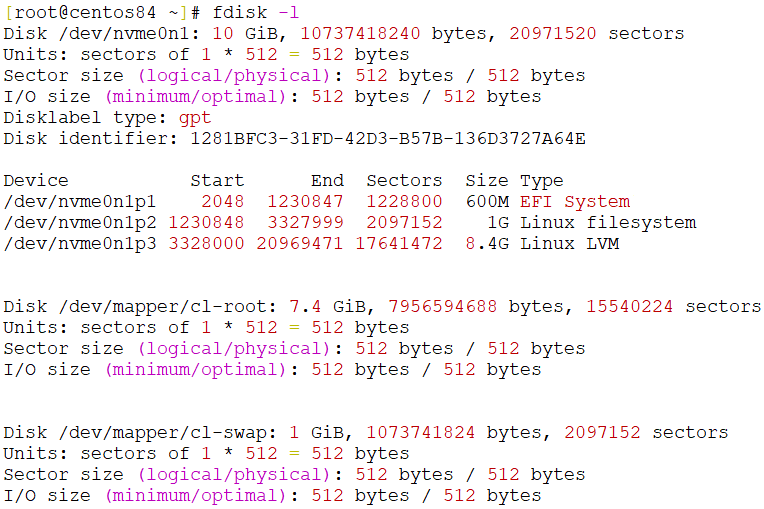 [root@centos84 ~]# fdisk -l
Disk /dev/nvme0n1: 10 GiB, 10737418240 bytes, 20971520 sectors
Units: sectors of 1 * 512 = 512 bytes
Sector size (logical/physical): 512 bytes / 512 bytes
I/O size (minimum/optimal): 512 bytes / 512 bytes
Disklabel type: gpt
Disk identifier: 1281BFC3-31FD-42D3-B57B-136D3727A64E

Device           Start      End  Sectors  Size Type
/dev/nvme0n1p1    2048  1230847  1228800  600M EFI System
/dev/nvme0n1p2 1230848  3327999  2097152    1G Linux filesystem
/dev/nvme0n1p3 3328000 20969471 17641472  8.4G Linux LVM


Disk /dev/mapper/cl-root: 7.4 GiB, 7956594688 bytes, 15540224 sectors
Units: sectors of 1 * 512 = 512 bytes
Sector size (logical/physical): 512 bytes / 512 bytes
I/O size (minimum/optimal): 512 bytes / 512 bytes


Disk /dev/mapper/cl-swap: 1 GiB, 1073741824 bytes, 2097152 sectors
Units: sectors of 1 * 512 = 512 bytes
Sector size (logical/physical): 512 bytes / 512 bytes
I/O size (minimum/optimal): 512 bytes / 512 bytes